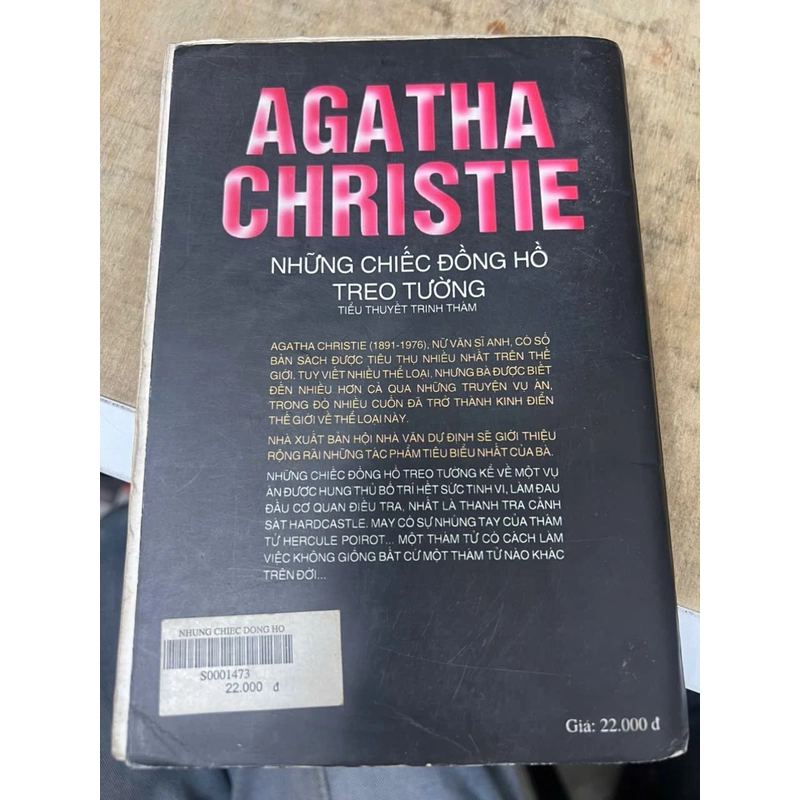 AGATHA
CHRISTIE
NHỮNG CHIẾC ĐỒNG HỒ
TREO TƯỜNG
TIỂU THUYẾT TRINH THÁM
AGATHA CHRISTIE (1891-1976), NỮ VĂN SĨ ANH, CÓ SỐ
BẢN SÁCH ĐƯỢC TIÊU THỤ NHIỀU NHẤT TRÊN THẾ
GIỚI. TUY VIẾT NHIỀU THỂ LOẠI, NHƯNG BÀ ĐƯỢC BIẾT
ĐẾN NHIỀU HƠN CẢ QUA NHỮNG TRUYỆN VỤ ÁN,
TRONG ĐÓ NHIỀU CUỐN ĐÃ TRỞ THÀNH KINH ĐIỂN
THẾ GIỚI VỀ THỂ LOẠI NÀY.
NHÀ XUẤT BẢN HỘI NHÀ VĂN DỰ ĐỊNH SẼ GIỚI THIỆU
RỘNG RÃI NHỮNG TÁC PHẨM TIÊU BIỂU NHẤT CỦA BÀ.
NHỮNG CHIẾC ĐỒNG HỒ TREO TƯỜNG KỂ VỀ MỘT VỤ
ÁN ĐƯỢC HUNG THỦ BỐ TRÍ HẾT SỨC TINH VI, LÀM ĐAU
ĐẦU CƠ QUAN ĐIỀU TRA, NHẤT LÀ THANH TRA CẢNH
SÁT HARDCASTLE. MAY CÓ SỰ NHÚNG TAY CỦA THÁM
TỬ HERCULE POIROT... MỘT THÁM TỬ CÓ CÁCH LÀM
VIỆC KHÔNG GIỐNG BẤT CỨ MỘT THÁM TỬ NÀO KHÁC
TRÊN ĐỜI...
NHUNG CHIEC DONG HO
S0001473
22.000 đ
Giá: 22.000 đ